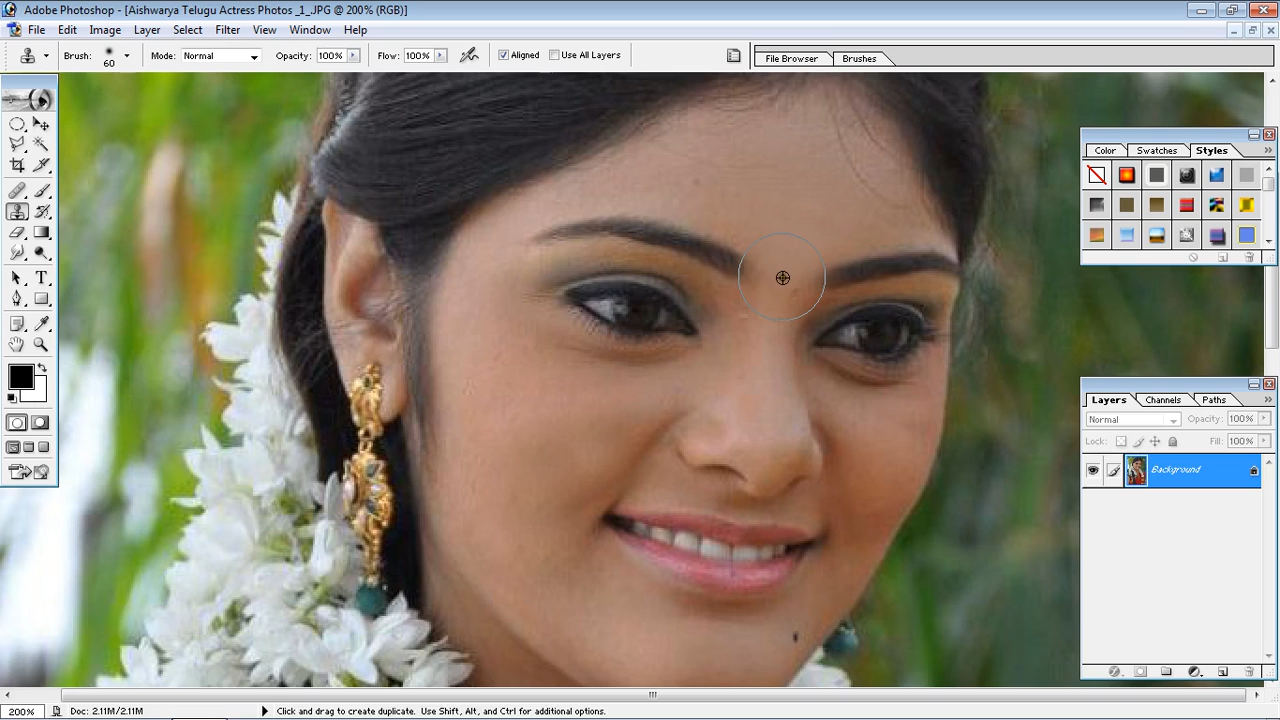 Adobe Photoshop - [Aishwarya Telugu Actress Photos _1_.JPG @ 200% (RGB)]
File Edit Image Layer Select Filter View Window Help
Brush: 60 Mode: Normal Opacity: 100% Flow: 100% Aligned Use All Layers File Browser Brushes
Color Swatches Styles
Layers Channels Paths
Normal Opacity: 100%
Lock: Fill: 100%
Background
200% Doc: 2.11M/2.11M Click and drag to create duplicate. Use Shift, Alt, and Ctrl for additional options.